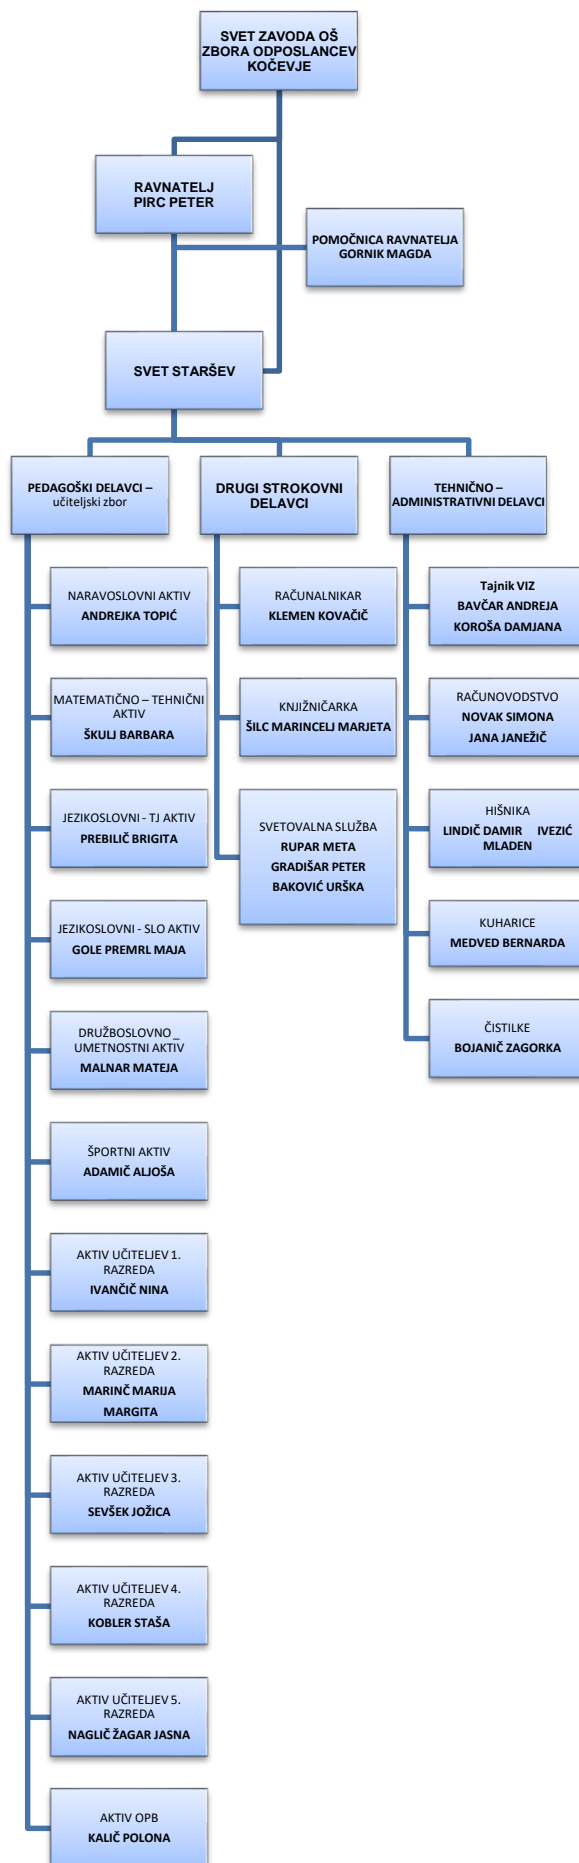 SVET ZAVODA OŠ
ZBORA ODPOSLANCEV
KOČEVJE
RAVNATELJ
PIRC PETER
POMOČNICA RAVNATELJA
GORNIK MAGDA
SVET STARŠEV
PEDAGOŠKI DELAVCI –
učiteljski zbor
DRUGI STROKOVNI
DELAVCI
TEHNIČNO –
ADMINISTRATIVNI DELAVCI
NARAVOSLOVNI AKTIV
ANDREJKA TOPIĆ
MATEMATIČNO – TEHNIČNI
AKTIV
ŠKULJ BARBARA
JEZIKOSLOVNI - TJ AKTIV
PREBILIČ BRIGITA
JEZIKOSLOVNI - SLO AKTIV
GOLE PREMRL MAJA
DRUŽBOSLOVNO _
UMETNOSTNI AKTIV
MALNAR MATEJA
ŠPORTNI AKTIV
ADAMIČ ALJOŠA
AKTIV UČITELJEV 1.
RAZREDA
IVANČIČ NINA
AKTIV UČITELJEV 2.
RAZREDA
MARINČ MARIJA
MARGITA
AKTIV UČITELJEV 3.
RAZREDA
SEVŠEK JOŽICA
AKTIV UČITELJEV 4.
RAZREDA
KOBLER STAŠA
AKTIV UČITELJEV 5.
RAZREDA
NAGLIČ ŽAGAR JASNA
AKTIV OPB
KALIČ POLONA
RAČUNALNIKAR
KLEMEN KOVAČIČ
KNJIŽNIČARKA
ŠILC MARINCELJ MARJETA
SVETOVALNA SLUŽBA
RUPAR META
GRADIŠAR PETER
BAKOVIĆ URŠKA
Tajnik VIZ
BAVČAR ANDREJA
KOROŠA DAMJANA
RAČUNOVODSTVO
NOVAK SIMONA
JANA JANEŽIČ
HIŠNIKA
LINDIČ DAMIR IVEZIĆ
MLADEN
KUHARICE
MEDVED BERNARDA
ČISTILKE
BOJANIČ ZAGORKA